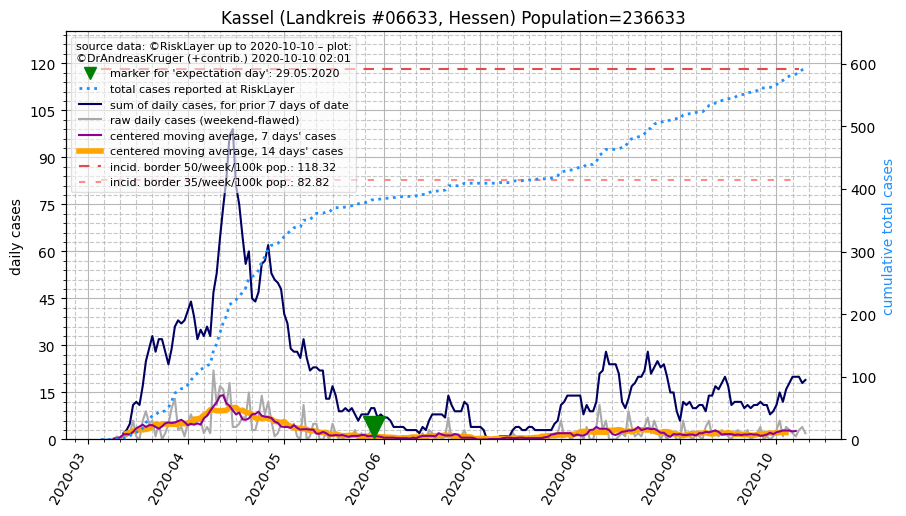 Kassel (Landkreis #06633, Hessen) Population=236633
source data: ©RiskLayer up to 2020-10-10 – plot:
©DrAndreasKruger (+contrib.) 2020-10-10 02:01
marker for 'expectation day': 29.05.2020
total cases reported at RiskLayer
sum of daily cases, for prior 7 days of date
raw daily cases (weekend-flawed)
centered moving average, 7 days' cases
centered moving average, 14 days' cases
incid. border 50/week/100k pop.: 118.32
incid. border 35/week/100k pop.: 82.82
daily cases
120
105
90
75
60
45
30
15
0
600
500
400
300
200
100
0
cumulative total cases
2020-03
2020-04
2020-05
2020-06
2020-07
2020-08
2020-09
2020-10